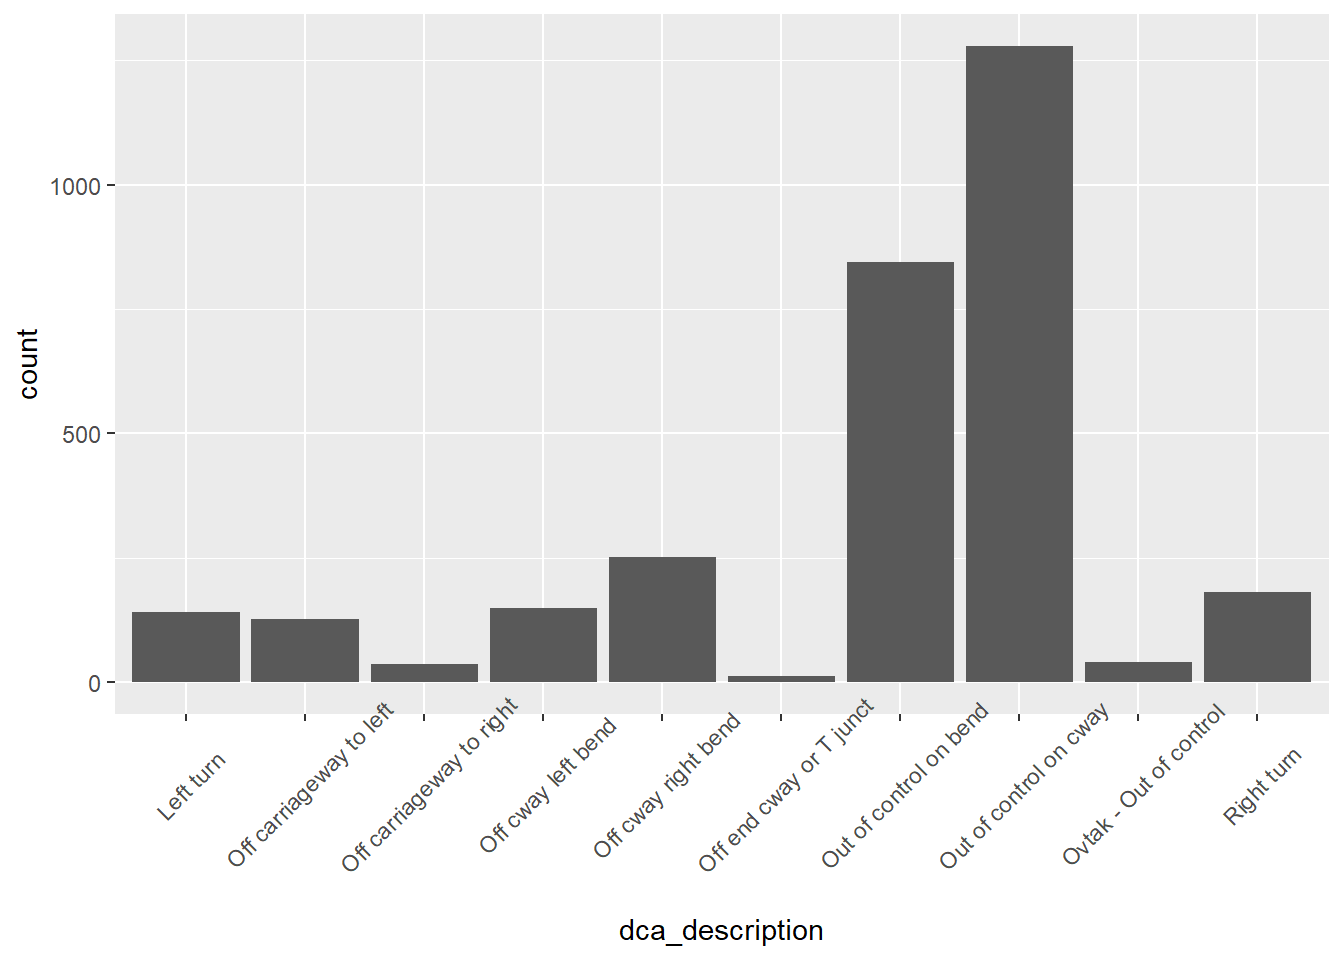 1000
500
0
count
Left turn
Off carriageway to left
Off carriageway to right
Off cway left bend
Off cway right bend
Off end cway or T junct
Out of control on bend
Out of control on cway
Ovtak - Out of control
Right turn
dca_description